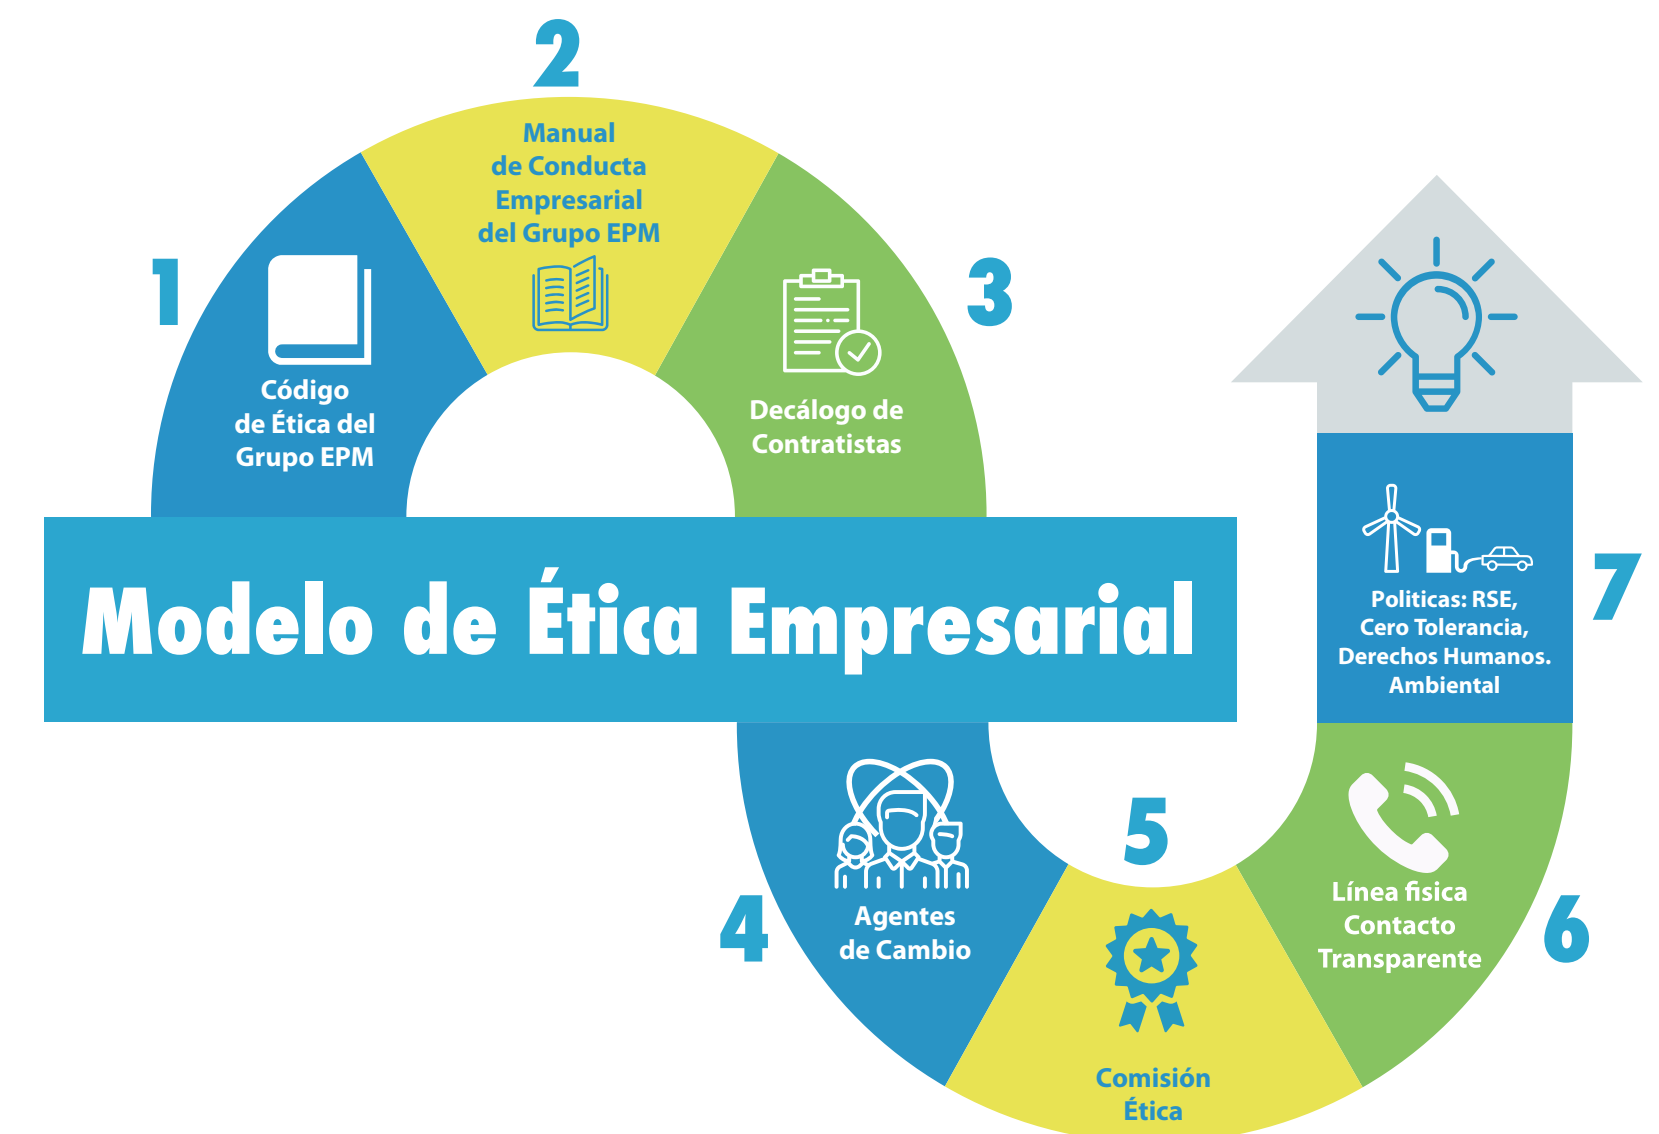 1
Código
de Ética del
Grupo EPM
2
Manual
de Conducta
Empresarial
del Grupo EPM
3
Decálogo de
Contratistas
Modelo de Ética Empresarial
4
Agentes
de Cambio
5
Comisión
Ética
6
Línea fisica
Contacto
Transparente
7
Politicas: RSE,
Cero Tolerancia,
Derechos Humanos.
Ambiental